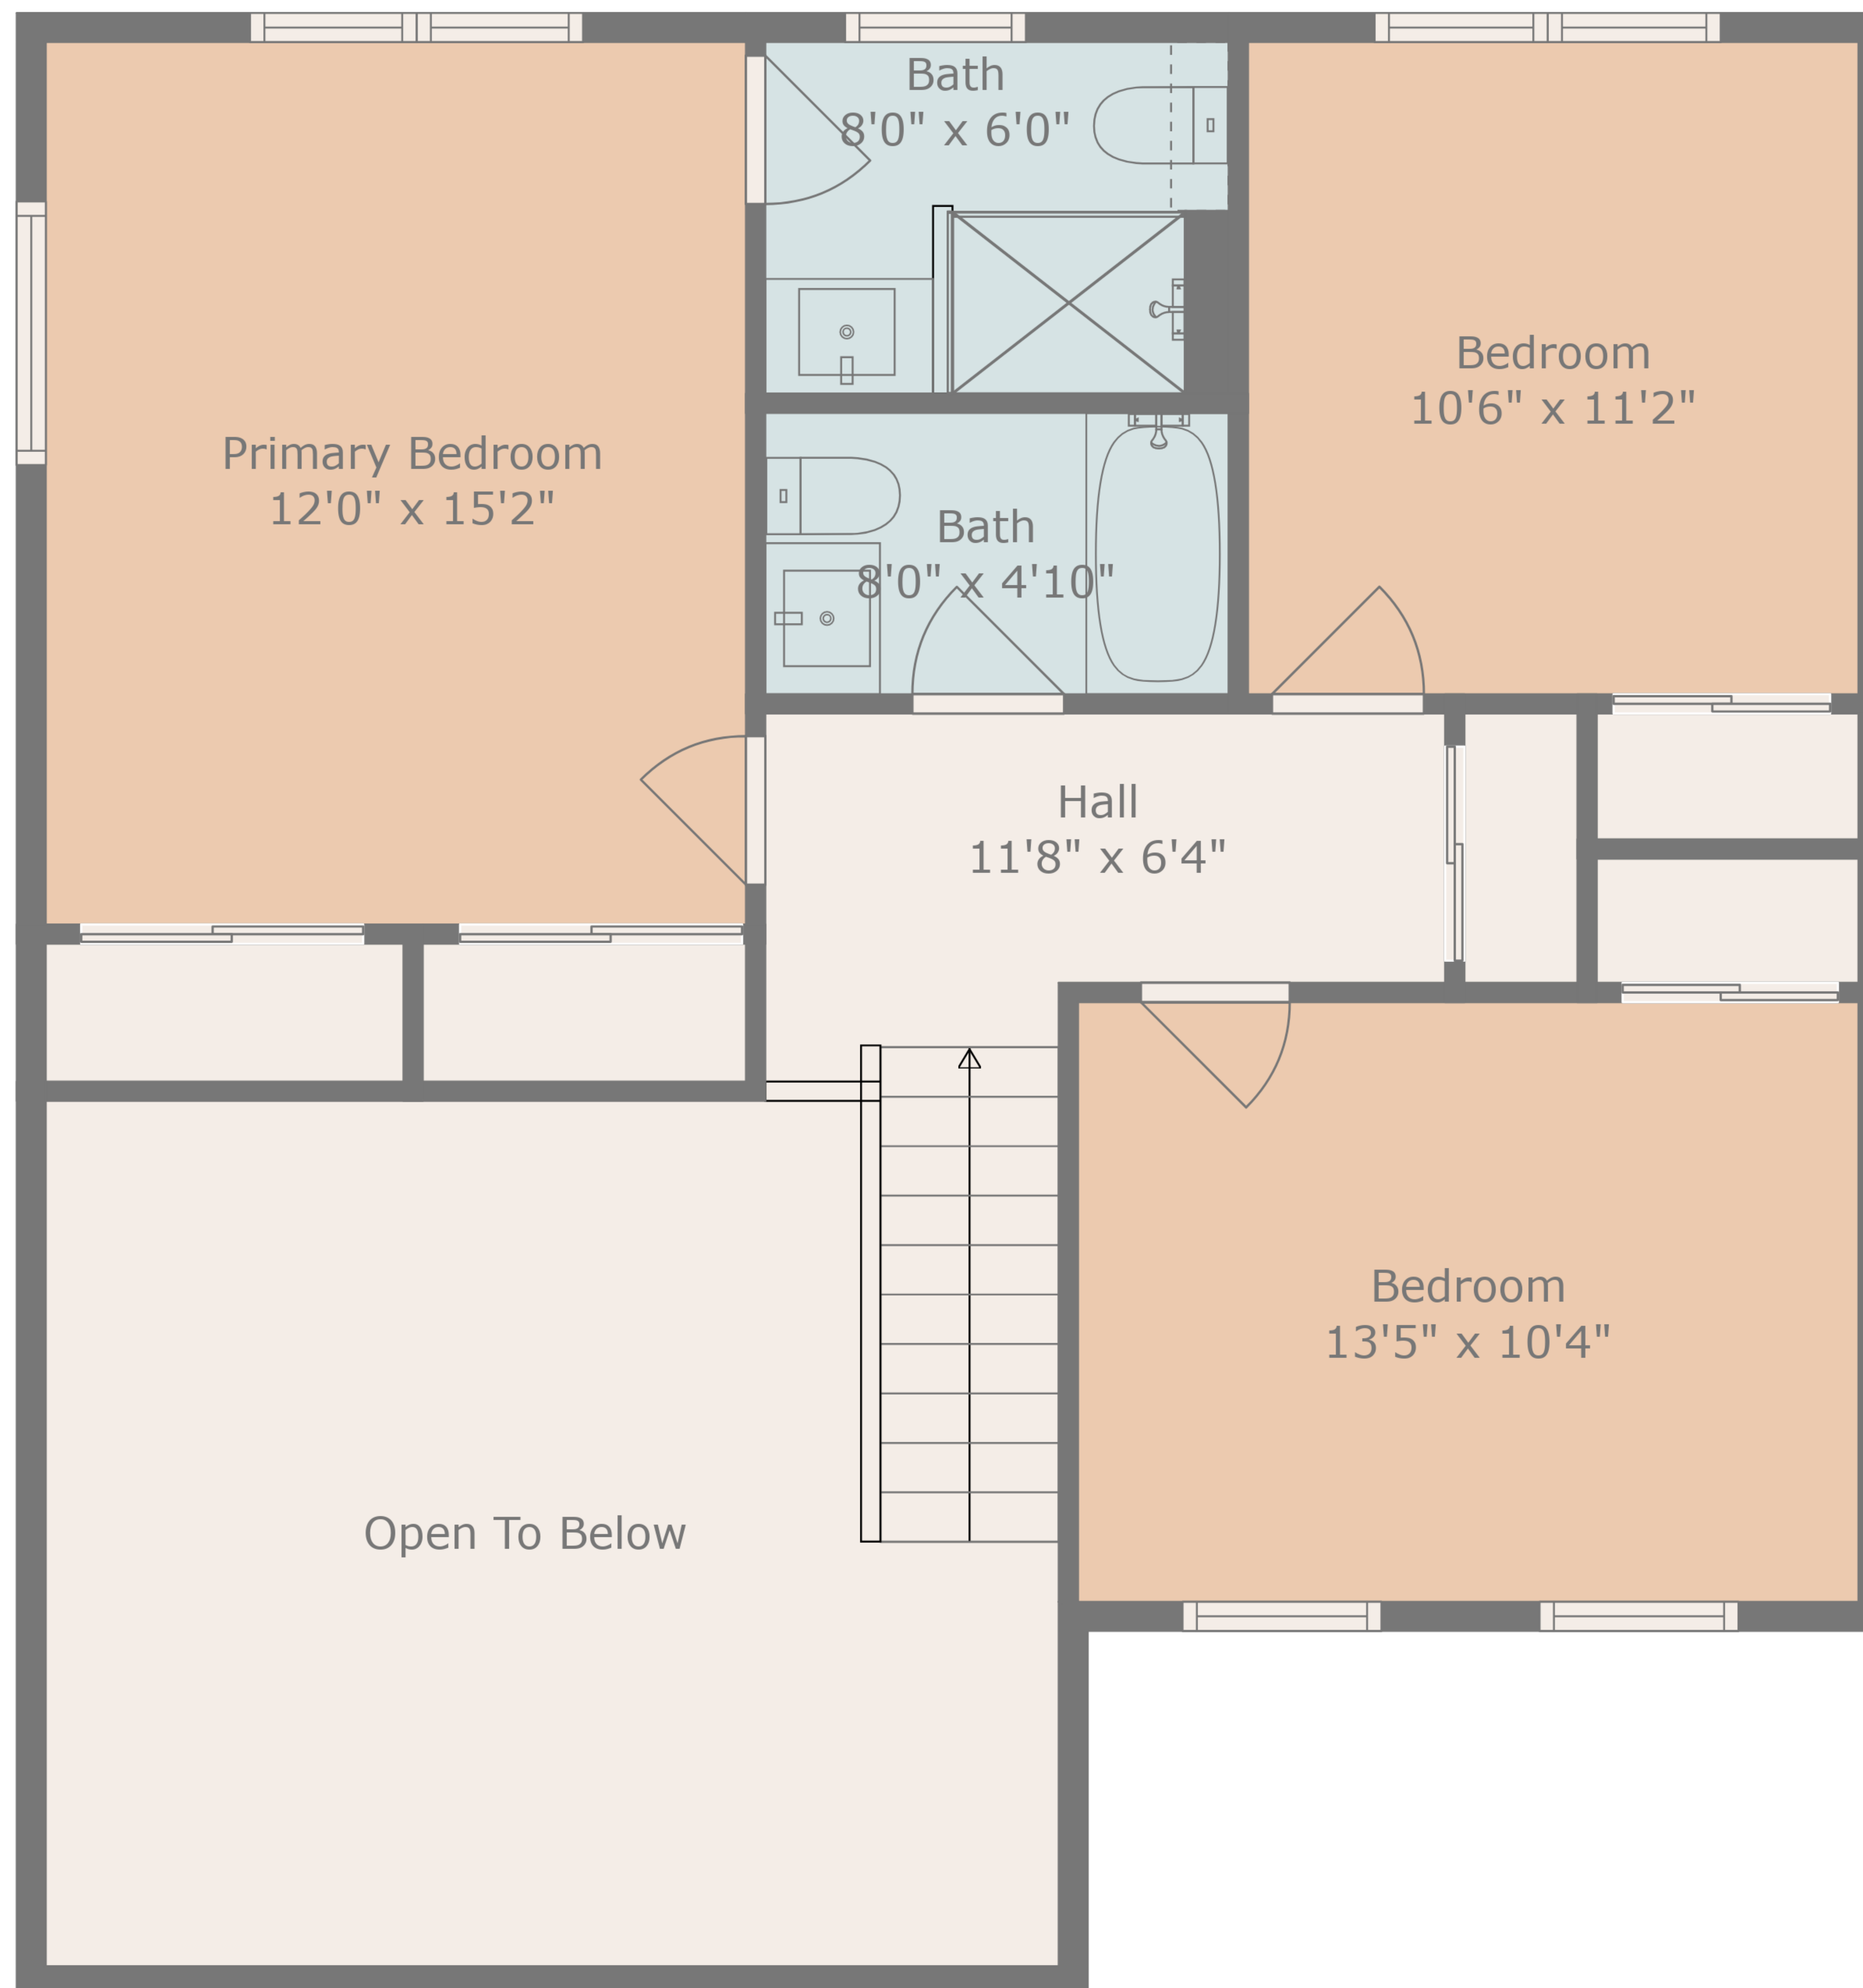 Bath
8'0" x 6'0"
Bedroom
10'6" x 11'2"
Primary Bedroom
12'0" x 15'2"
Bath
8'0" x 4'10"
Hall
11'8" x 6'4"
Bedroom
13'5" x 10'4"
Open To Below